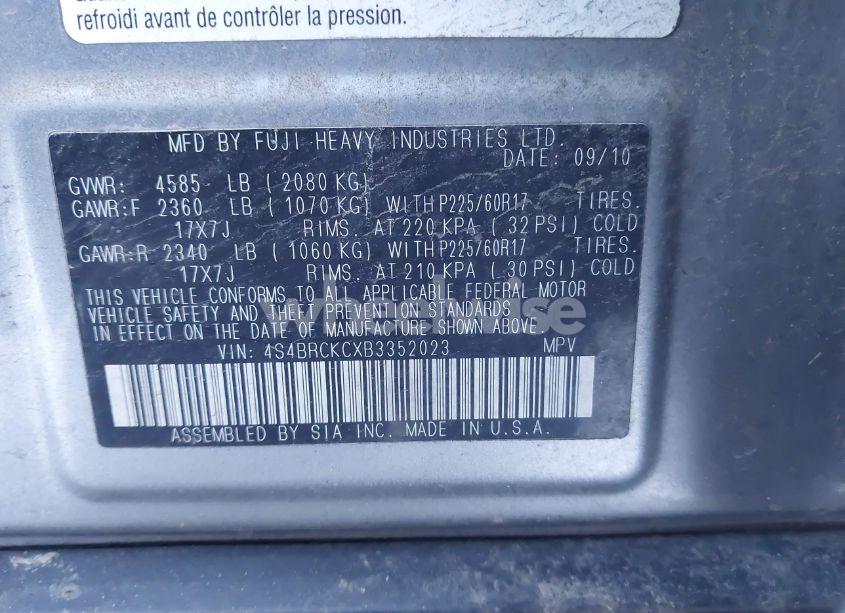 refroidi avant de contrôler la pression.
MFD BY FUJI HEAVY INDUSTRIES LTD.
DATE: 09/10
GVWR: 4585 LB ( 2080 KG)
GAWR:F 2360 LB ( 1070 KG) WITH P225/60R17 TIRES.
17X7J RIMS. AT 220 KPA ( 32 PSI) COLD
GAWR:R 2340 LB ( 1060 KG) WITH P225/60R17 TIRES.
17X7J RIMS. AT 210 KPA ( 30 PSI) COLD
THIS VEHICLE CONFORMS TO ALL APPLICABLE FEDERAL MOTOR
VEHICLE SAFETY AND THEFT PREVENTION STANDARDS
IN EFFECT ON THE DATE OF MANUFACTURE SHOWN ABOVE
VIN: 4S4BRCKCXB3352023 MPV
ASSEMBLED BY SIA INC. MADE IN U.S.A.